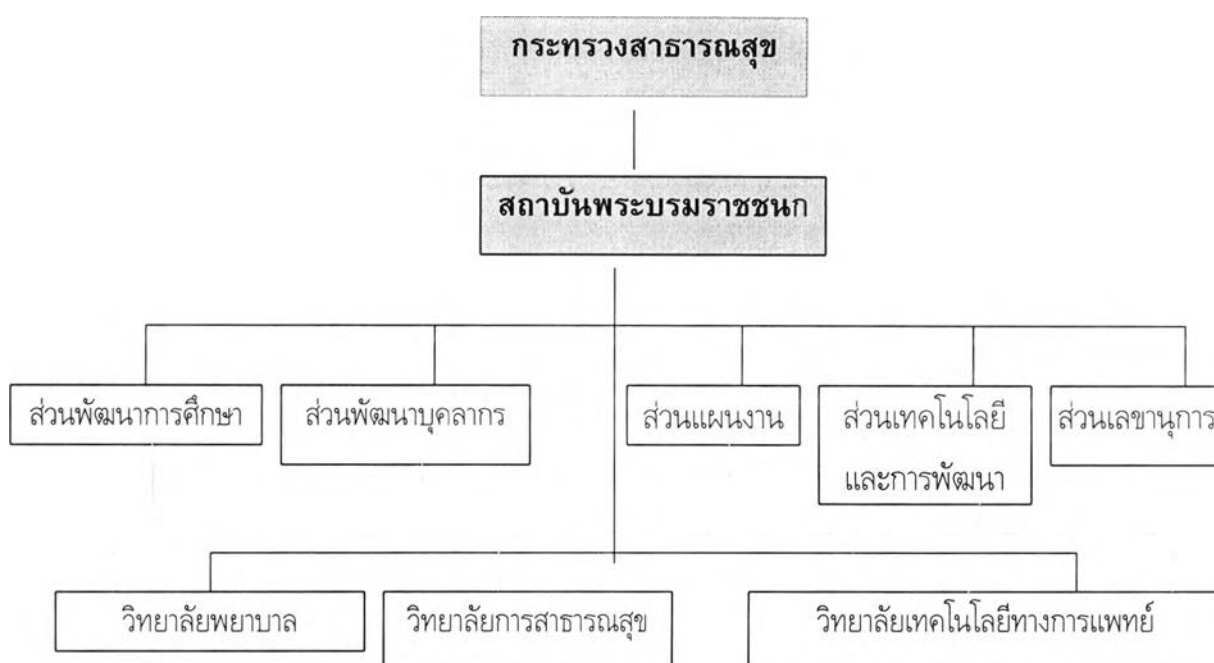 กระทรวงสาธารณสุข
สถาบันพระบรมราชชนก
ส่วนพัฒนาการศึกษา
ส่วนพัฒนาบุคลากร
ส่วนแผนงาน
ส่วนเทคโนโลยี
และการพัฒนา
ส่วนเลขานุการ
วิทยาลัยพยาบาล
วิทยาลัยการสาธารณสุข
วิทยาลัยเทคโนโลยีทางการแพทย์